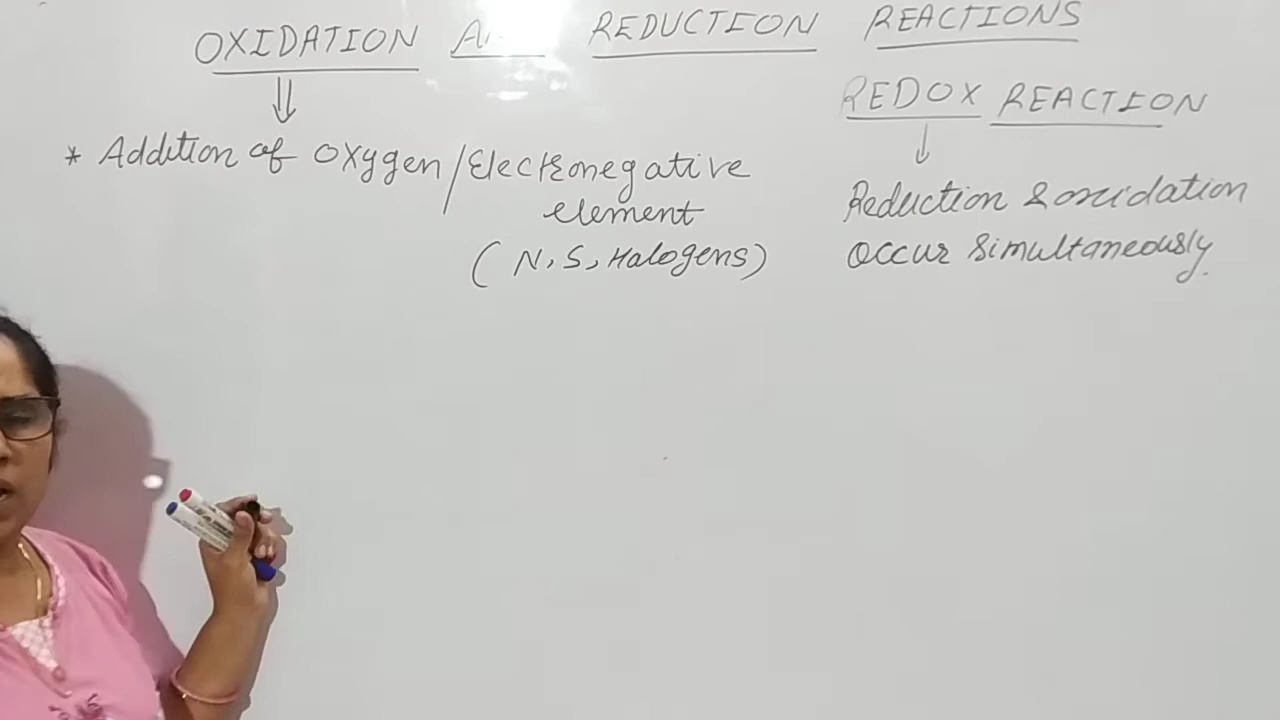 OXIDATION REDUCTION REACTIONS
REDOX REACTION
* Addition of Oxygen/Electronegative
element
(N, S, Halogens)
Reduction & oxidation
Occur Simultaneously.